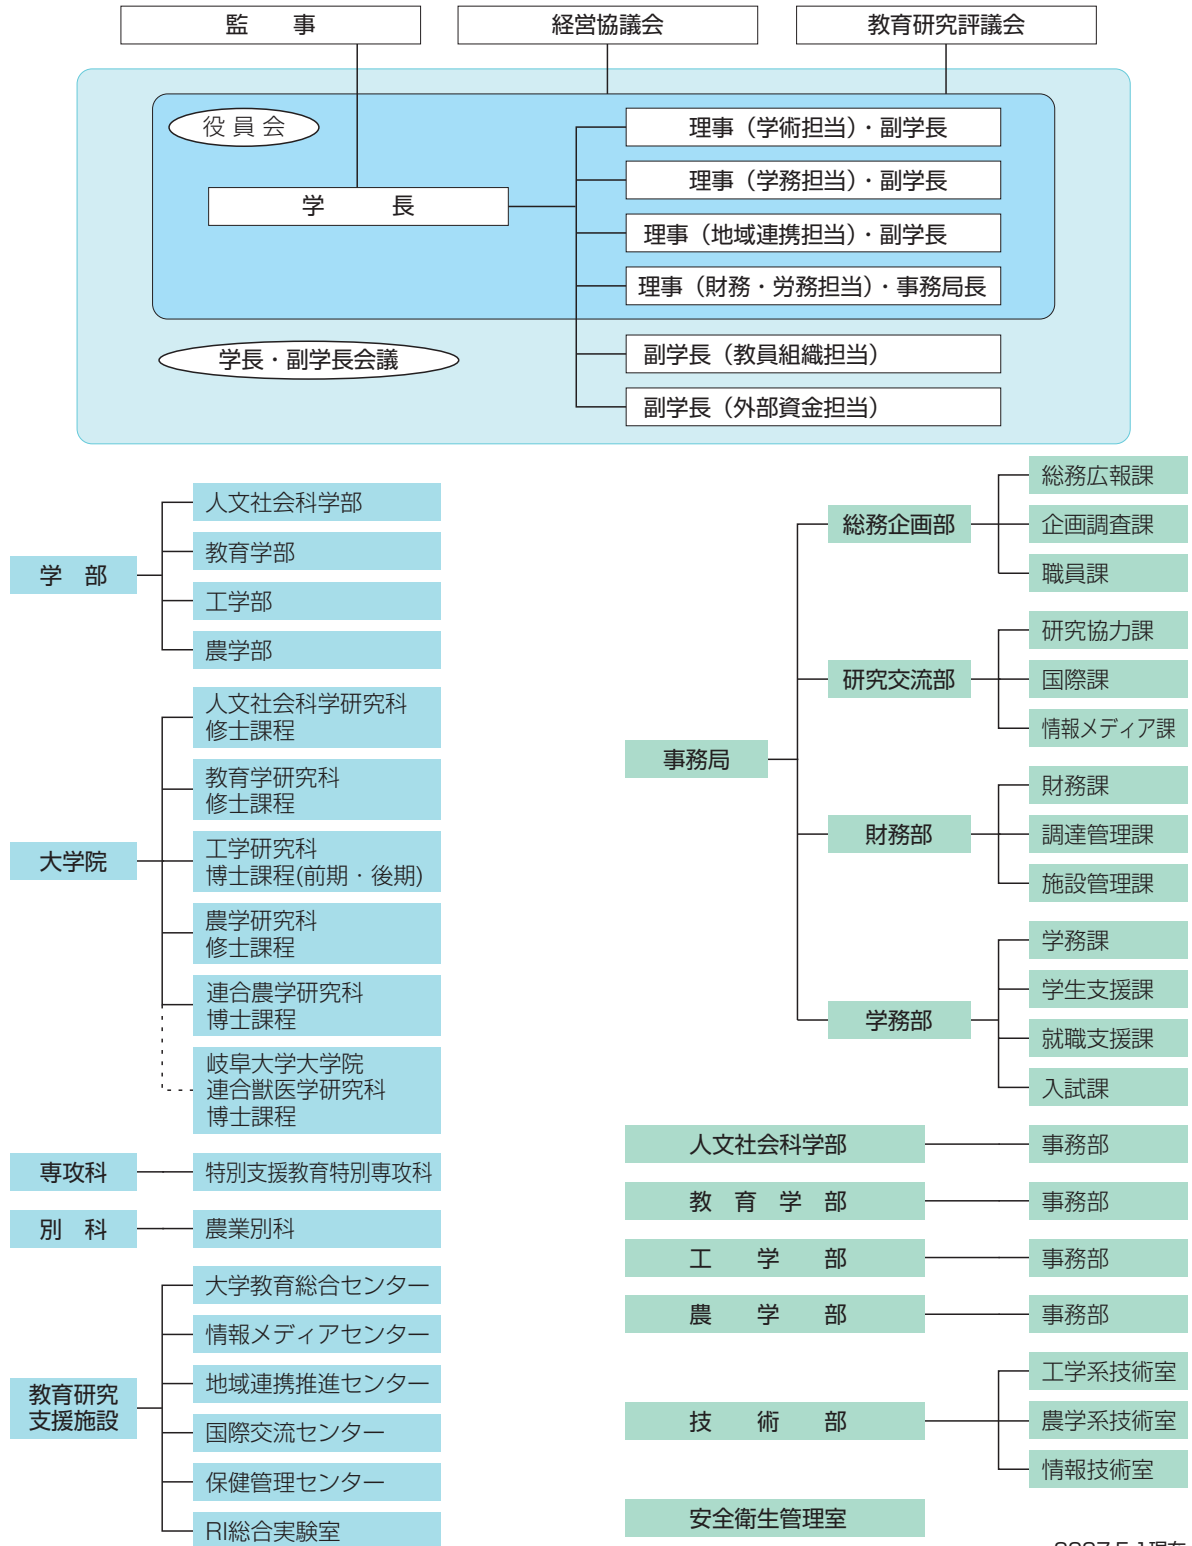 監　事
経営協議会
教育研究評議会
役員会
学　長
理事（学術担当）・副学長
理事（学務担当）・副学長
理事（地域連携担当）・副学長
理事（財務・労務担当）・事務局長
学長・副学長会議
副学長（教員組織担当）
副学長（外部資金担当）
学　部
人文社会科学部
教育学部
工学部
農学部
大学院
人文社会科学研究科
修士課程
教育学研究科
修士課程
工学研究科
博士課程(前期・後期)
農学研究科
修士課程
連合農学研究科
博士課程
岐阜大学大学院
連合獣医学研究科
博士課程
専攻科
特別支援教育特別専攻科
別　科
農業別科
教育研究
支援施設
大学教育総合センター
情報メディアセンター
地域連携推進センター
国際交流センター
保健管理センター
RI総合実験室
事務局
総務企画部
総務広報課
企画調査課
職員課
研究交流部
研究協力課
国際課
情報メディア課
財務部
財務課
調達管理課
施設管理課
学務部
学務課
学生支援課
就職支援課
入試課
人文社会科学部
事務部
教　育　学　部
事務部
工　学　部
事務部
農　学　部
事務部
技　術　部
工学系技術室
農学系技術室
情報技術室
安全衛生管理室